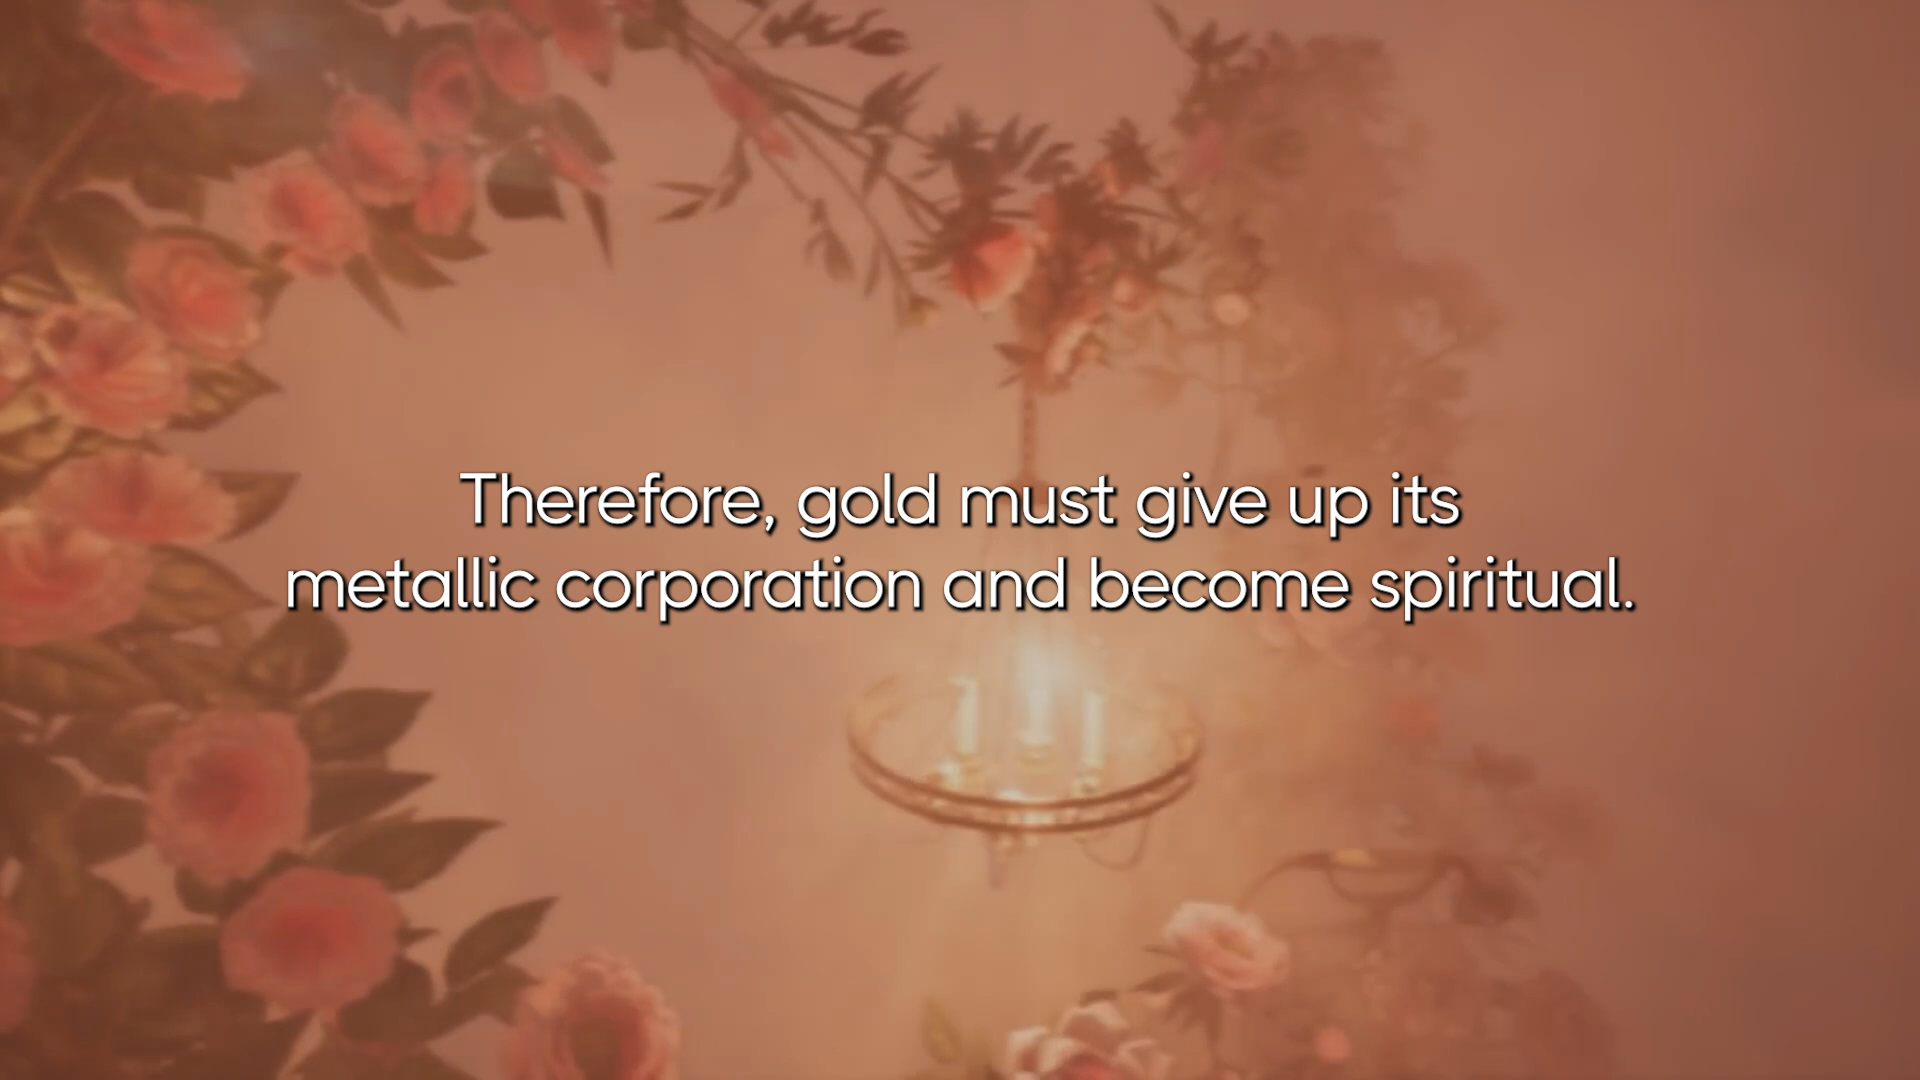 Therefore, gold must give up its
metallic corporation and become spiritual.